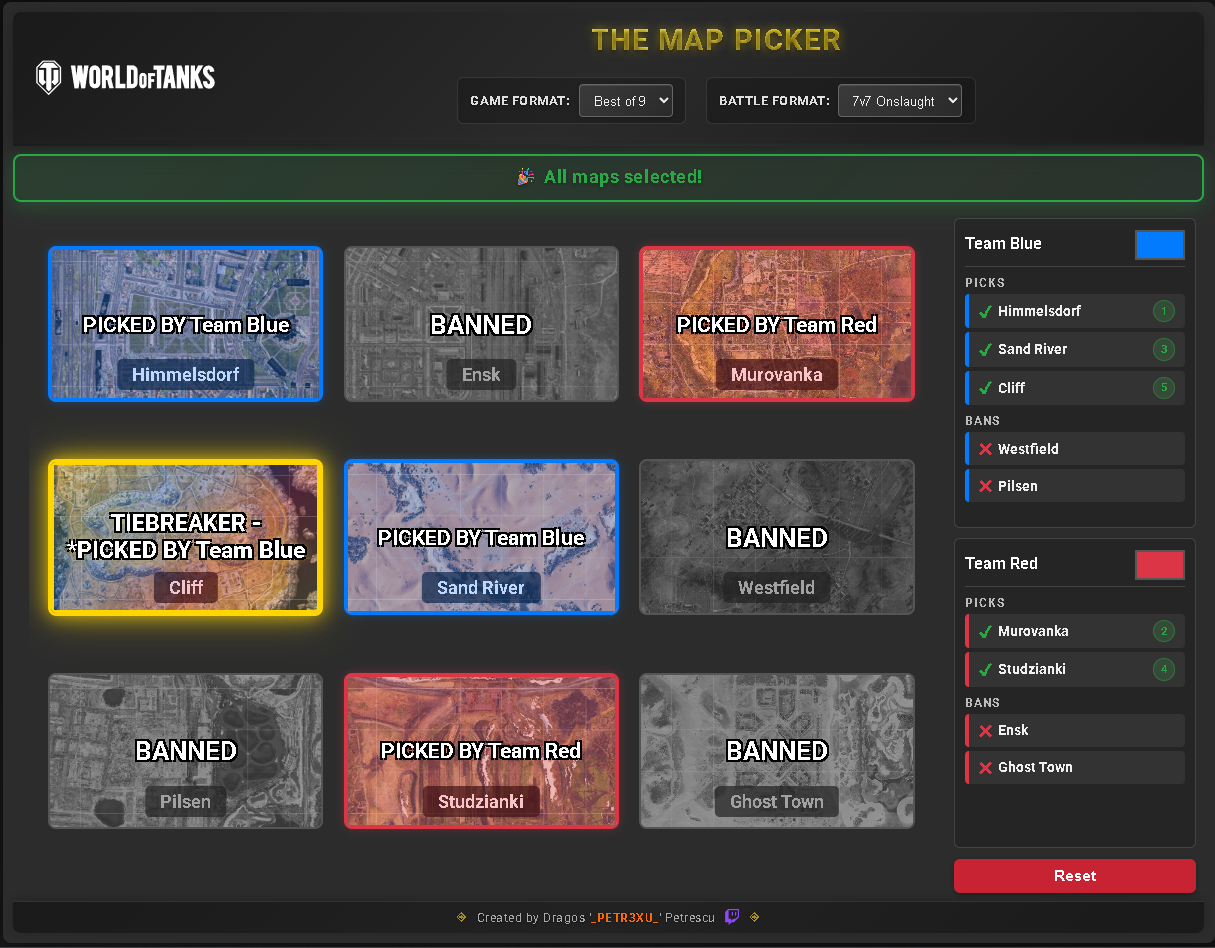 THE MAP PICKER
WORLD OF TANKS
GAME FORMAT: Best of 9
BATTLE FORMAT: 7v7 Onslaught
All maps selected!
PICKED BY Team Blue
Himmelsdorf
BANNED
Ensk
PICKED BY Team Red
Murovanka
TIEBREAKER -
*PICKED BY Team Blue
Cliff
PICKED BY Team Blue
Sand River
BANNED
Westfield
BANNED
Pilsen
PICKED BY Team Red
Studzianki
BANNED
Ghost Town
Team Blue
PICKS
Himmelsdorf 1
Sand River 3
Cliff 5
BANS
Westfield
Pilsen
Team Red
PICKS
Murovanka 2
Studzianki 4
BANS
Ensk
Ghost Town
Reset
Created by Dragos '_PETR3XU_' Petrescu